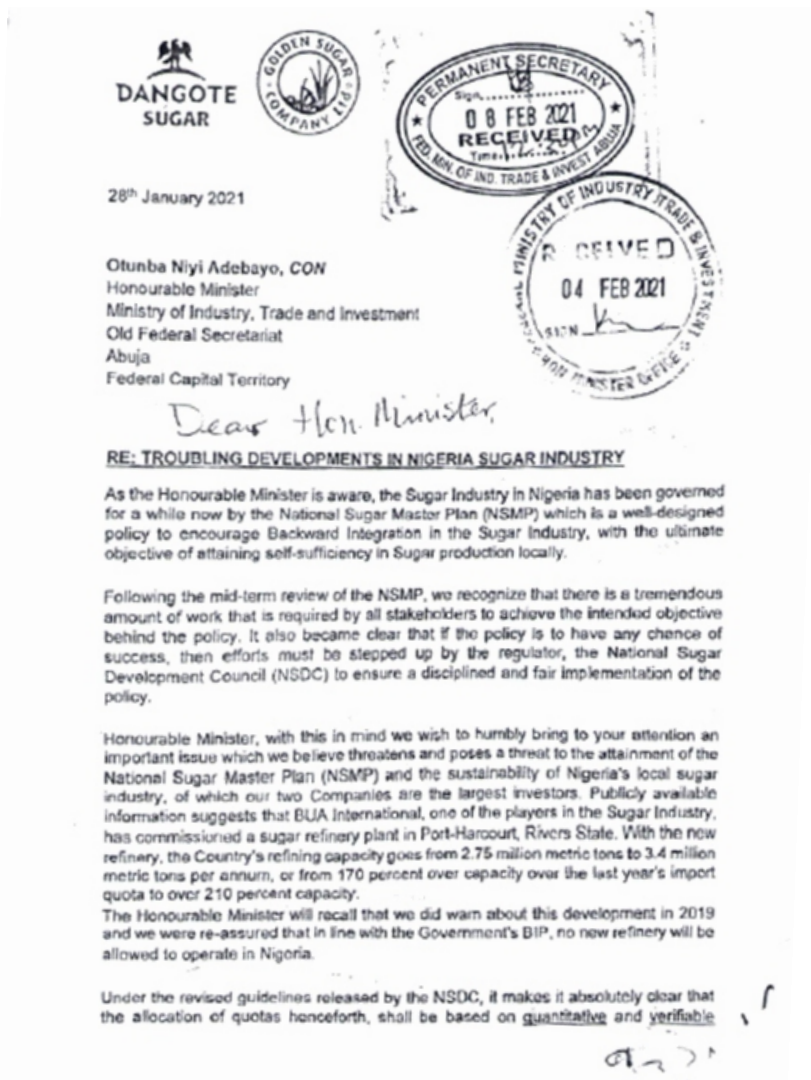 DANGOTE
SUGAR
GOLDEN SUGAR
COMPANY Ltd
PERMANENT SECRETARY
Sign
08 FEB 2021
RECEIVED
Time
FED. MIN. OF IND. TRADE & INVEST ABUJA
28th January 2021
MINISTRY OF INDUSTRY TRADE & INVESTMENT
CEIVED
04 FEB 2021
SIGN
HON MINISTER OFFICE
Otunba Niyi Adebayo, CON
Honourable Minister
Ministry of Industry, Trade and Investment
Old Federal Secretariat
Abuja
Federal Capital Territory
Dear Hon. Minister,
RE: TROUBLING DEVELOPMENTS IN NIGERIA SUGAR INDUSTRY
As the Honourable Minister is aware, the Sugar Industry in Nigeria has been governed
for a while now by the National Sugar Master Plan (NSMP) which is a well-designed
policy to encourage Backward Integration in the Sugar Industry, with the ultimate
objective of attaining self-sufficiency in Sugar production locally.
Following the mid-term review of the NSMP, we recognize that there is a tremendous
amount of work that is required by all stakeholders to achieve the intended objective
behind the policy. It also became clear that if the policy is to have any chance of
success, then efforts must be stepped up by the regulator, the National Sugar
Development Council (NSDC) to ensure a disciplined and fair implementation of the
policy.
Honourable Minister, with this in mind we wish to humbly bring to your attention an
important issue which we believe threatens and poses a threat to the attainment of the
National Sugar Master Plan (NSMP) and the sustainability of Nigeria's local sugar
industry, of which our two Companies are the largest investors. Publicly available
information suggests that BUA International, one of the players in the Sugar Industry,
has commissioned a sugar refinery plant in Port-Harcourt, Rivers State. With the new
refinery, the Country's refining capacity goes from 2.75 million metric tons to 3.4 million
metric tons per annum, or from 170 percent over capacity over the last year's import
quota to over 210 percent capacity.
The Honourable Minister will recall that we did warn about this development in 2019
and we were re-assured that in line with the Government's BIP, no new refinery will be
allowed to operate in Nigeria.
Under the revised guidelines released by the NSDC, it makes it absolutely clear that
the allocation of quotas henceforth, shall be based on quantitative and verifiable